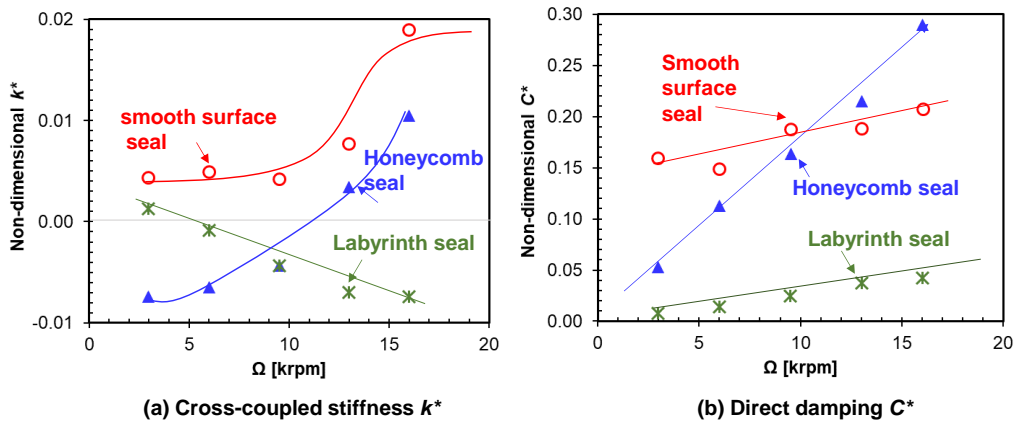 0.02
0.01
0.00
-0.01
0
5
10
15
20
Non-dimensional k*
Ω [krpm]
smooth surface
seal
Honeycomb
seal
Labyrinth seal
(a) Cross-coupled stiffness k*
0.30
0.25
0.20
0.15
0.10
0.05
0.00
0
5
10
15
20
Non-dimensional C*
Ω [krpm]
Smooth
surface
seal
Honeycomb seal
Labyrinth seal
(b) Direct damping C*